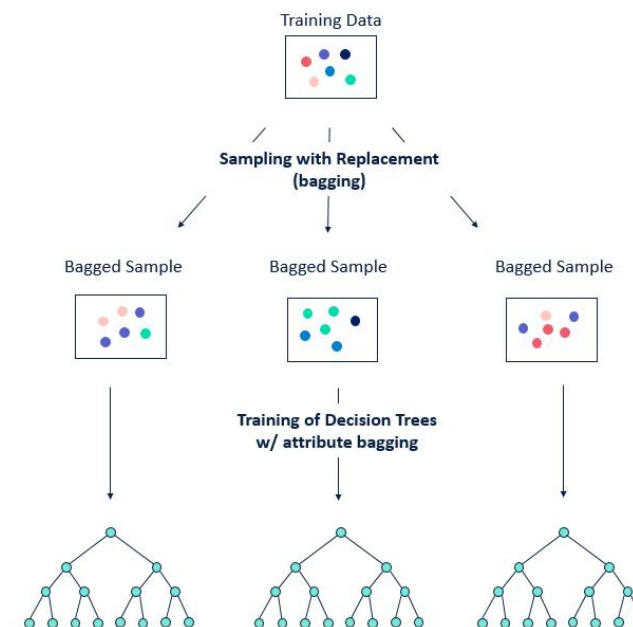 Training Data
Sampling with Replacement
(bagging)
Bagged Sample
Bagged Sample
Bagged Sample
Training of Decision Trees
w/ attribute bagging